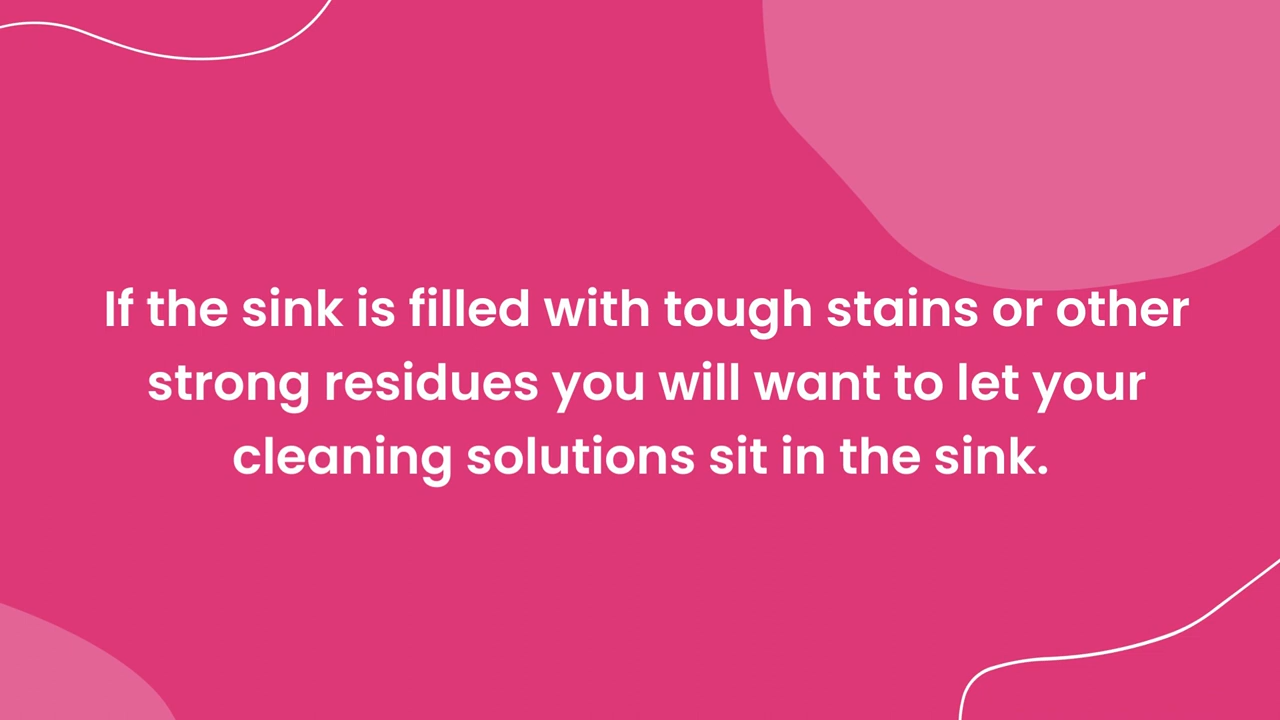 If the sink is filled with tough stains or other
strong residues you will want to let your
cleaning solutions sit in the sink.